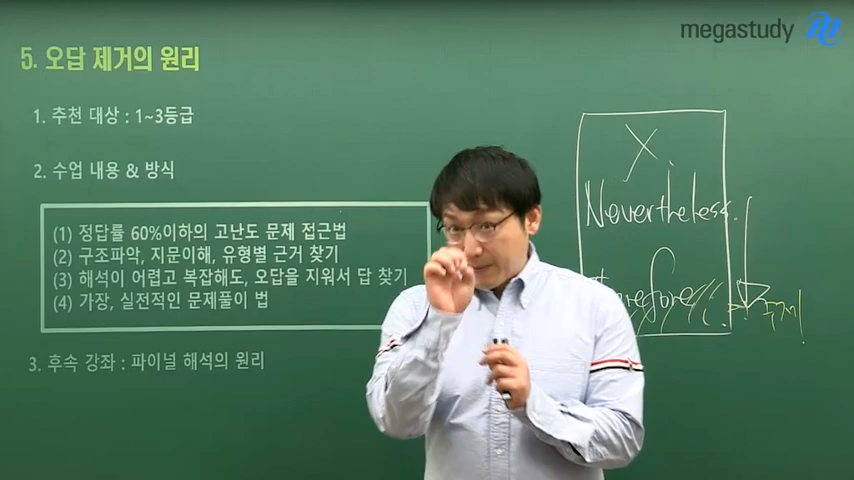 megastudy
5. 오답 제거의 원리
1. 추천 대상 : 1~3등급
2. 수업 내용 & 방식
(1) 정답률 60%이하의 고난도 문제 접근법
(2) 구조파악, 지문이해, 유형별 근거 찾기
(3) 해석이 어렵고 복잡해도, 오답을 지워서 답 찾기
(4) 가장, 실전적인 문제풀이 법
3. 후속 강좌 : 파이널 해석의 원리
X
Nevertheless.
Therefore